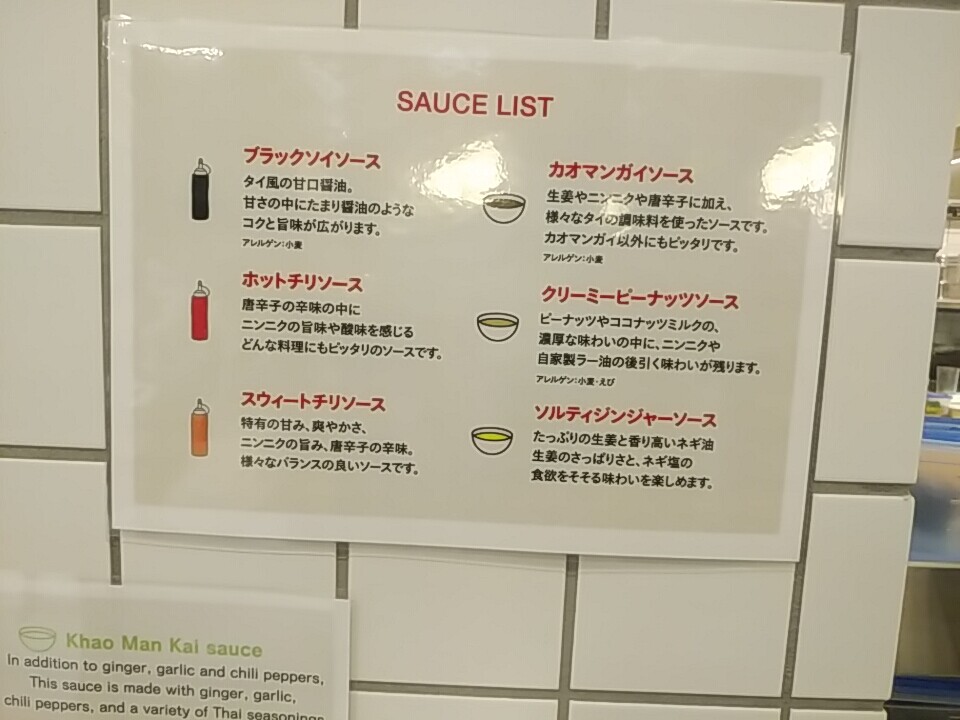 SAUCE LIST
ブラックソイソース
タイ風の甘口醤油。
甘さの中にたまり醤油のような
コクと旨味が広がります。
アレルゲン:小麦
ホットチリソース
唐辛子の辛味の中に
ニンニクの旨味や酸味を感じる
どんな料理にもピッタリのソースです。
スウィートチリソース
特有の甘み、爽やかさ、
ニンニクの旨み、唐辛子の辛味。
様々なバランスの良いソースです。
カオマンガイソース
生姜やニンニクや唐辛子に加え、
様々なタイの調味料を使ったソースです。
カオマンガイ以外にもピッタリです。
アレルゲン:小麦
クリーミーピーナッツソース
ピーナッツやココナッツミルクの、
濃厚な味わいの中に、ニンニクや
自家製ラー油の後引く味わいが残ります。
アレルゲン:小麦・えび
ソルティジンジャーソース
たっぷりの生姜と香り高いネギ油
生姜のさっぱりさと、ネギ塩の
食欲をそそる味わいを楽しめます。
Khao Man Kai sauce
In addition to ginger, garlic and chili peppers,
This sauce is made with ginger, garlic,
chili peppers, and a variety of Thai seasonings